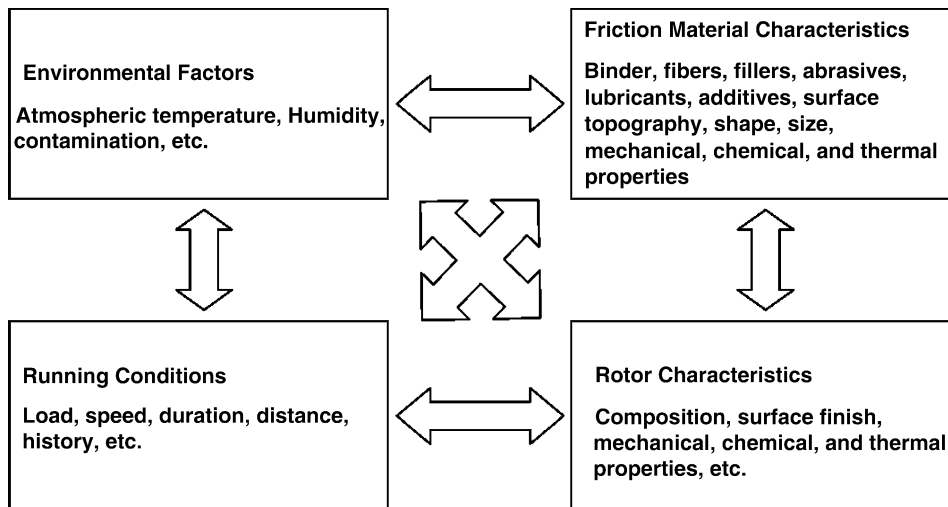 Environmental Factors
Atmospheric temperature, Humidity,
contamination, etc.
Friction Material Characteristics
Binder, fibers, fillers, abrasives,
lubricants, additives, surface
topography, shape, size,
mechanical, chemical, and thermal
properties
Running Conditions
Load, speed, duration, distance,
history, etc.
Rotor Characteristics
Composition, surface finish,
mechanical, chemical, and thermal
properties, etc.